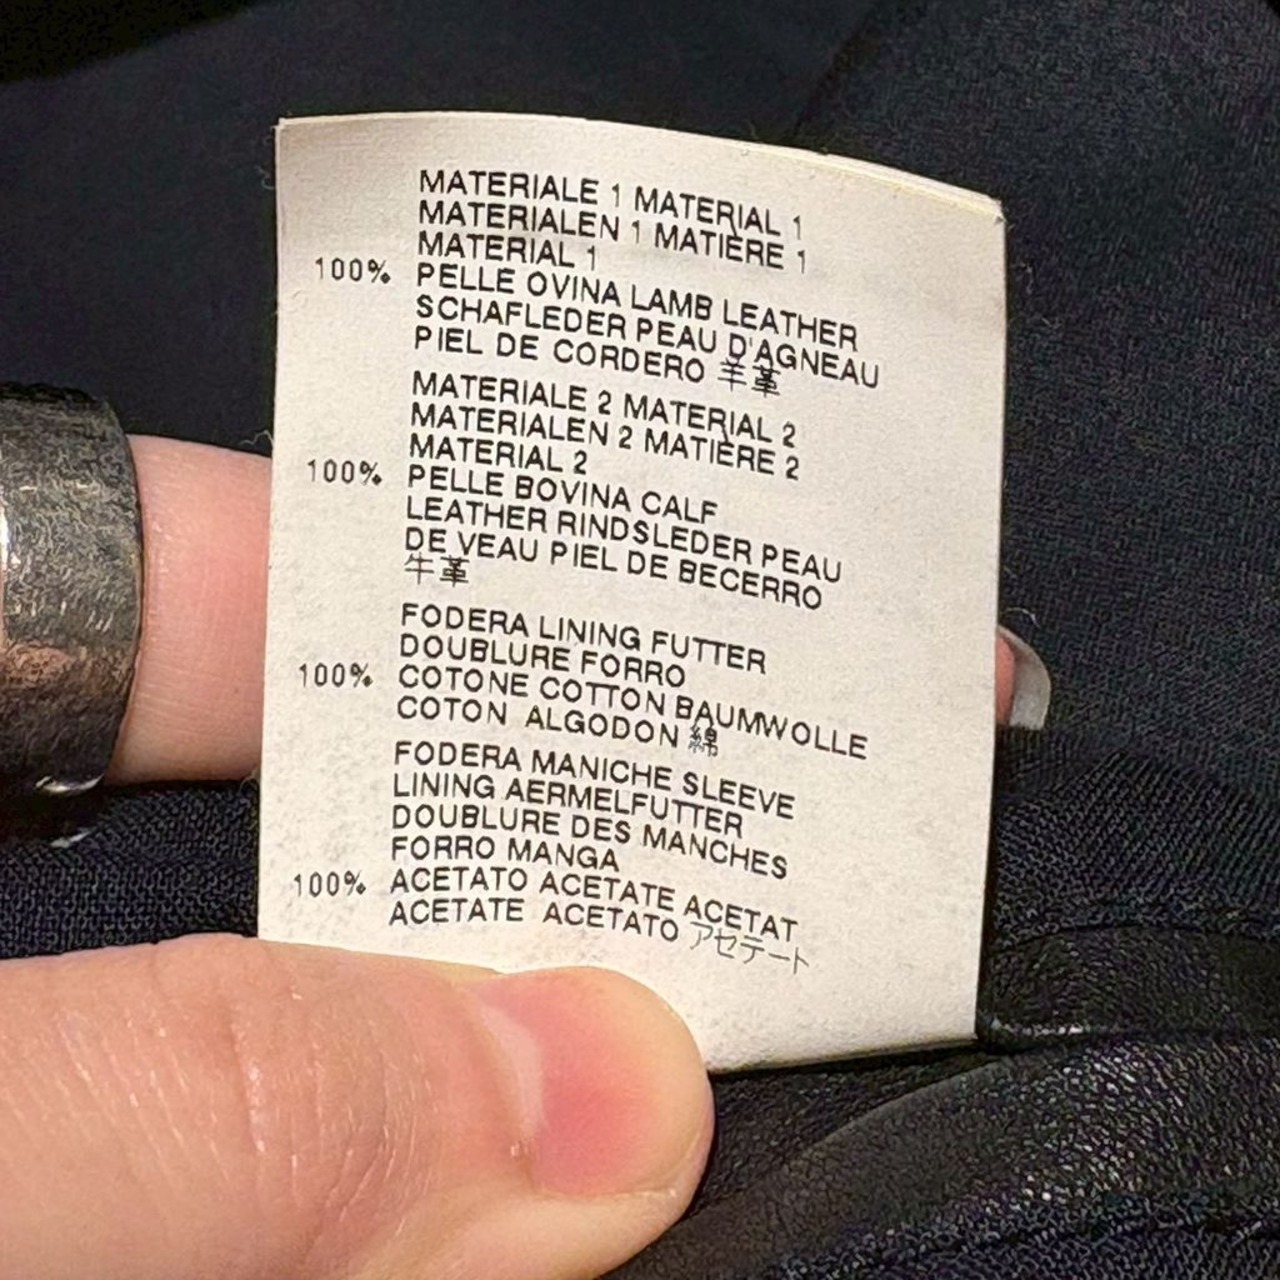 MATERIALE 1 MATERIAL 1
MATERIALEN 1 MATIÈRE 1
MATERIAL 1
100% PELLE OVINA LAMB LEATHER
SCHAFLEDER PEAU D'AGNEAU
PIEL DE CORDERO 羊革
MATERIALE 2 MATERIAL 2
MATERIALEN 2 MATIÈRE 2
MATERIAL 2
100% PELLE BOVINA CALF
LEATHER RINDSLEDER PEAU
DE VEAU PIEL DE BECERRO
牛革
FODERA LINING FUTTER
DOUBLURE FORRO
100% COTONE COTTON BAUMWOLLE
COTON ALGODON 綿
FODERA MANICHE SLEEVE
LINING AERMELFUTTER
DOUBLURE DES MANCHES
FORRO MANGA
100% ACETATO ACETATE ACETAT
ACETATE ACETATO アセテート